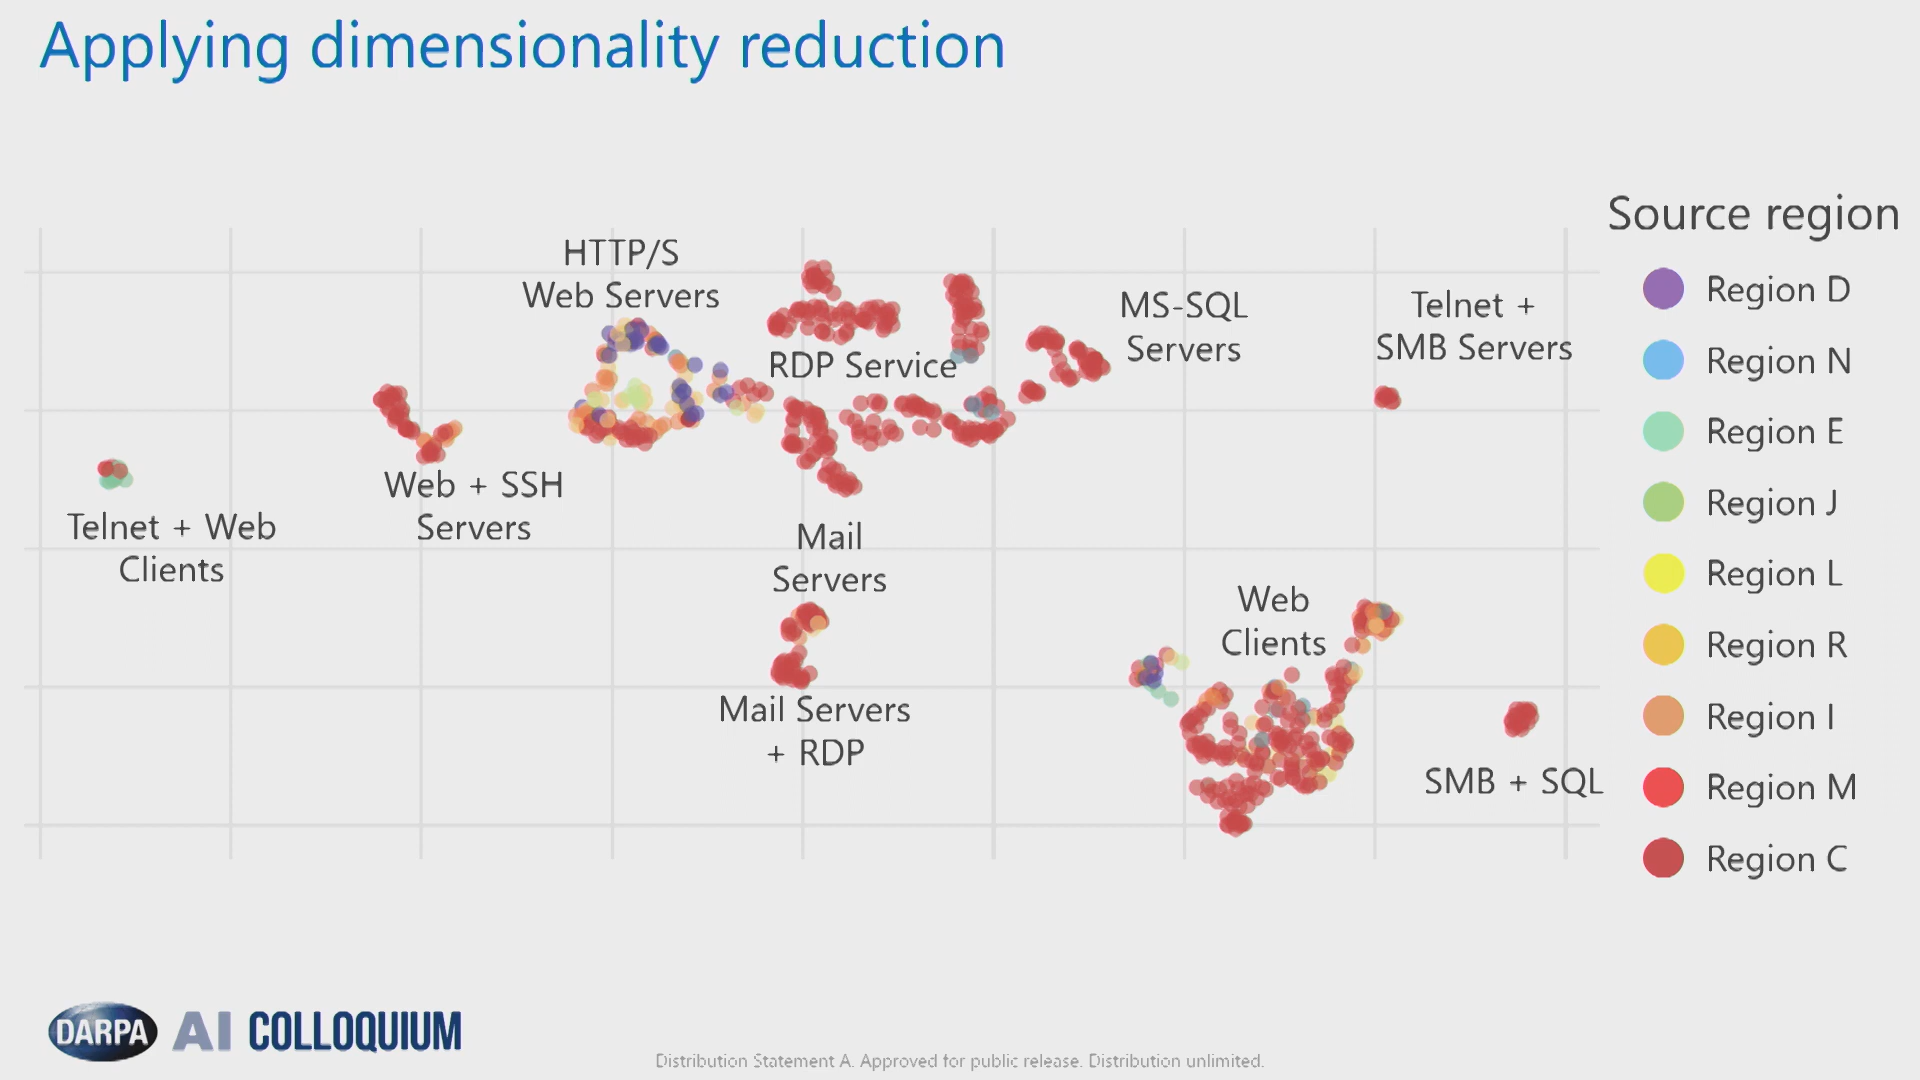 Applying dimensionality reduction
HTTP/S
Web Servers
RDP Service
MS-SQL
Servers
Telnet +
SMB Servers
Web + SSH
Servers
Telnet + Web
Clients
Mail
Servers
Mail Servers
+ RDP
Web
Clients
SMB + SQL
Source region
Region D
Region N
Region E
Region J
Region L
Region R
Region I
Region M
Region C
DARPA AI COLLOQUIUM
Distribution Statement A. Approved for public release. Distribution unlimited.